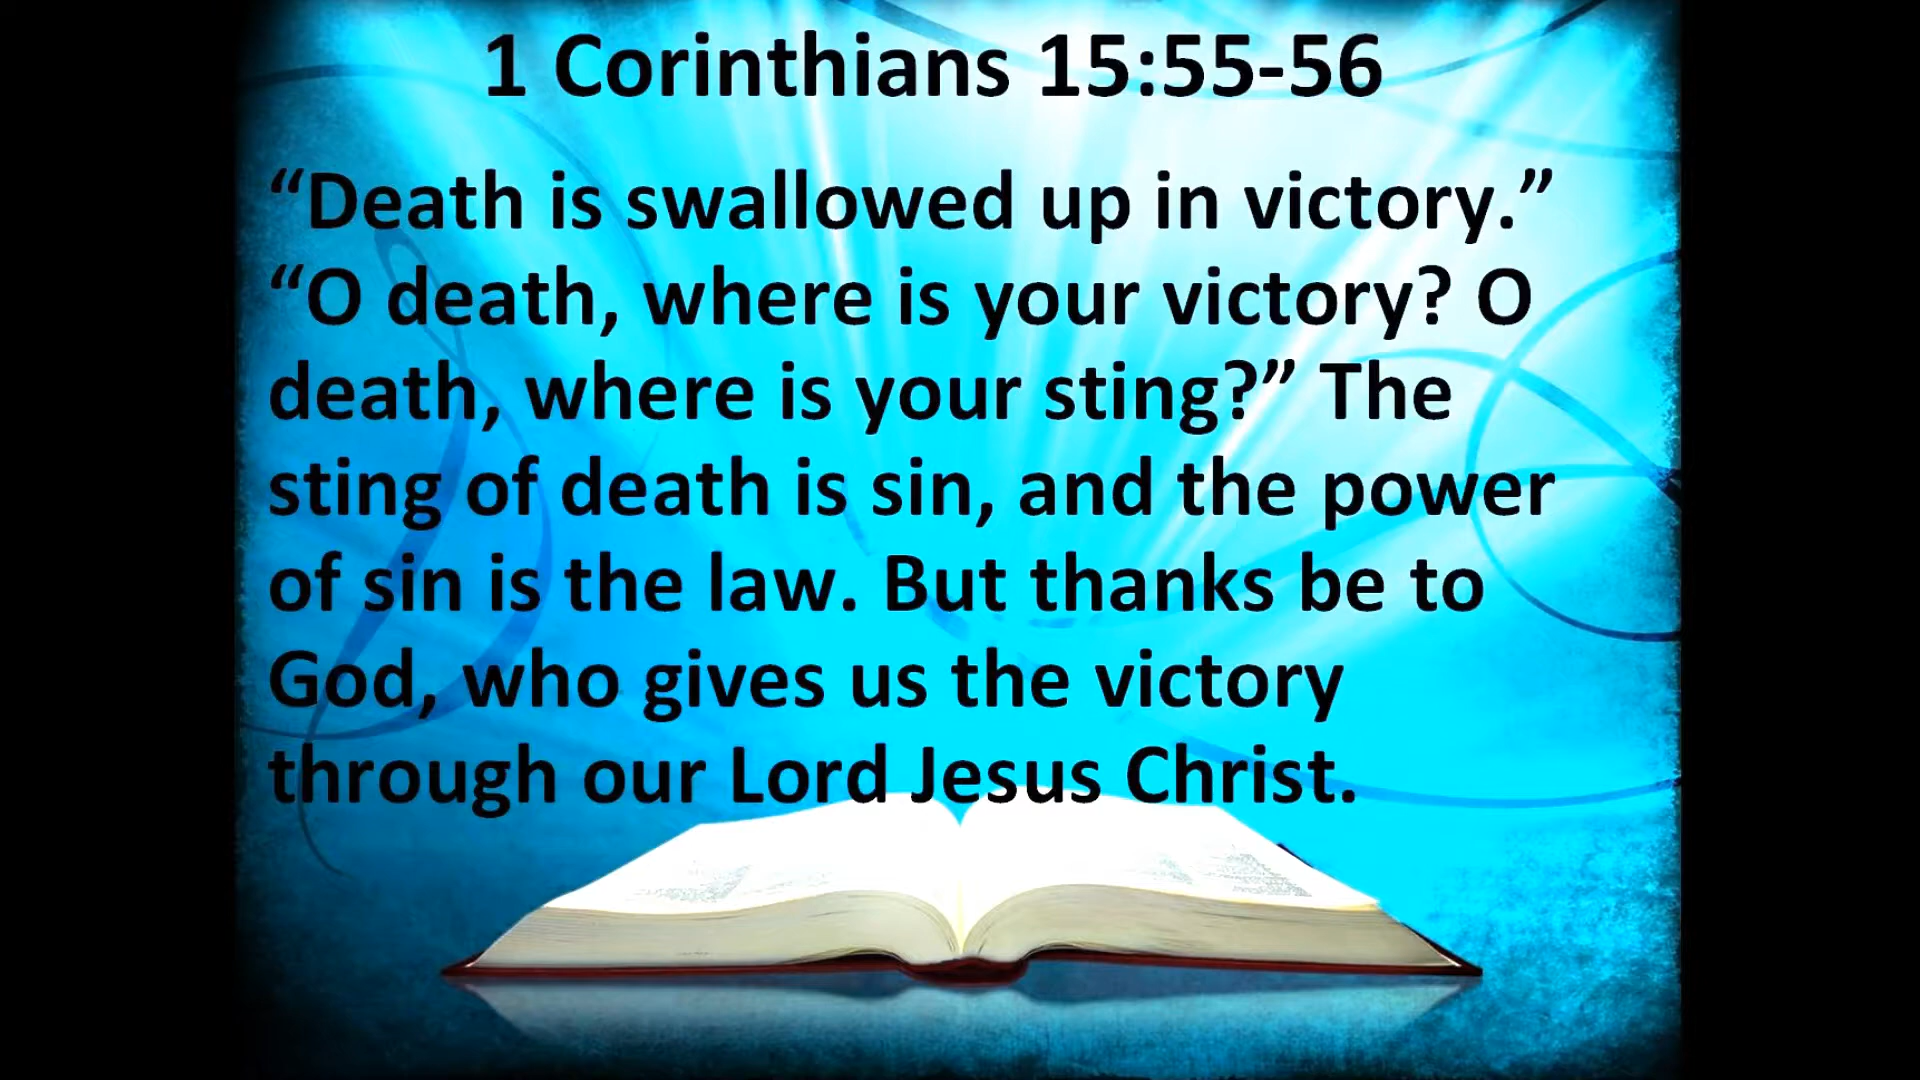 1 Corinthians 15:55-56
“Death is swallowed up in victory.”
“O death, where is your victory? O
death, where is your sting?” The
sting of death is sin, and the power
of sin is the law. But thanks be to
God, who gives us the victory
through our Lord Jesus Christ.